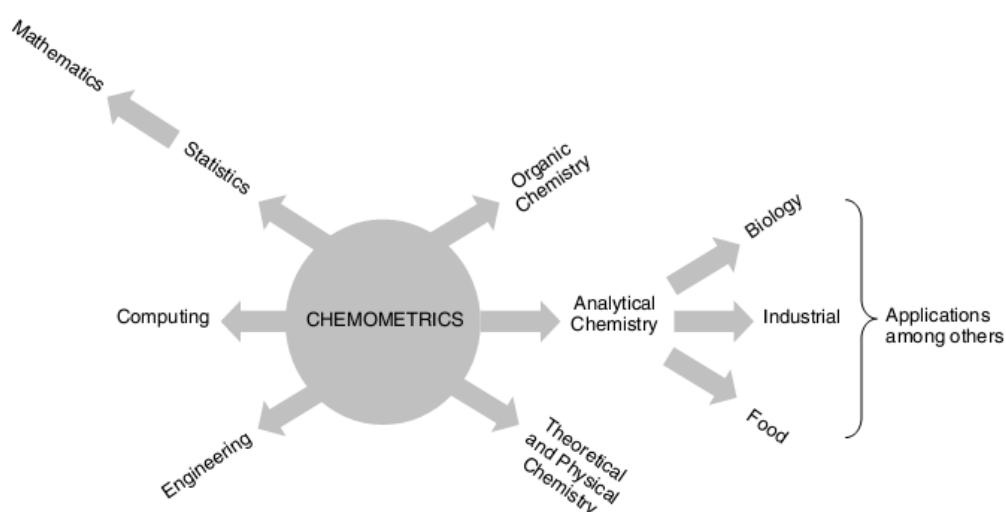 Mathematics
Statistics
Organic
Chemistry
Biology
Computing
CHEMOMETRICS
Analytical
Chemistry
Industrial
Applications
among others
Food
Engineering
Theoretical
and Physical
Chemistry